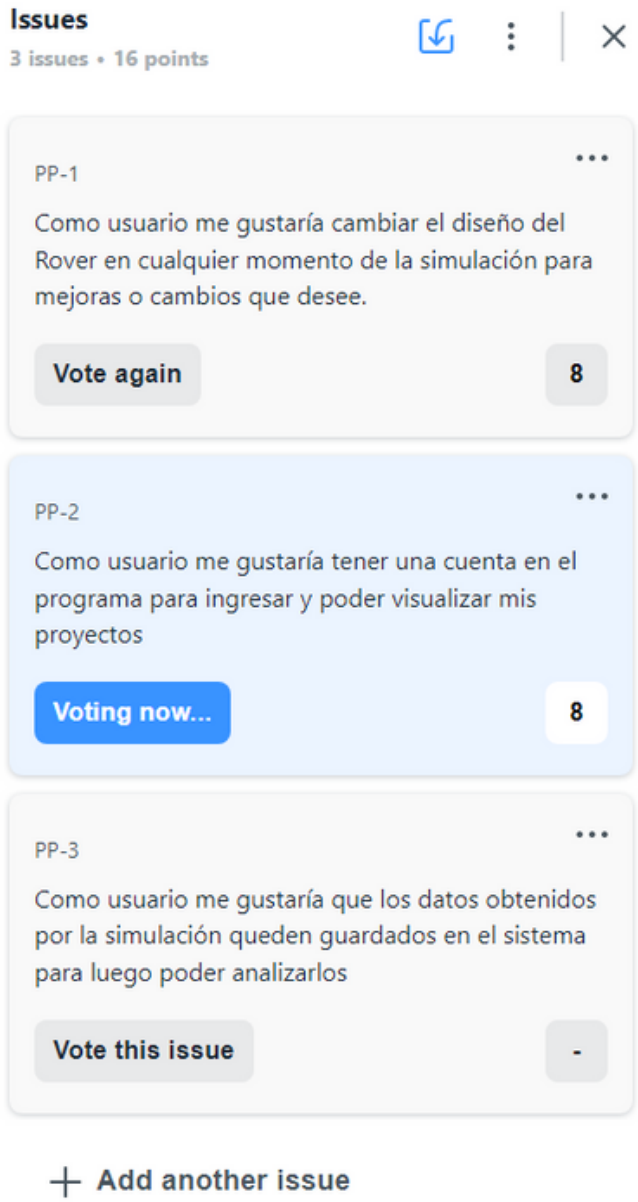 Issues
3 issues • 16 points
PP-1
Como usuario me gustaría cambiar el diseño del
Rover en cualquier momento de la simulación para
mejoras o cambios que desee.
Vote again
8
PP-2
Como usuario me gustaría tener una cuenta en el
programa para ingresar y poder visualizar mis
proyectos
Voting now...
8
PP-3
Como usuario me gustaría que los datos obtenidos
por la simulación queden guardados en el sistema
para luego poder analizarlos
Vote this issue
-
Add another issue